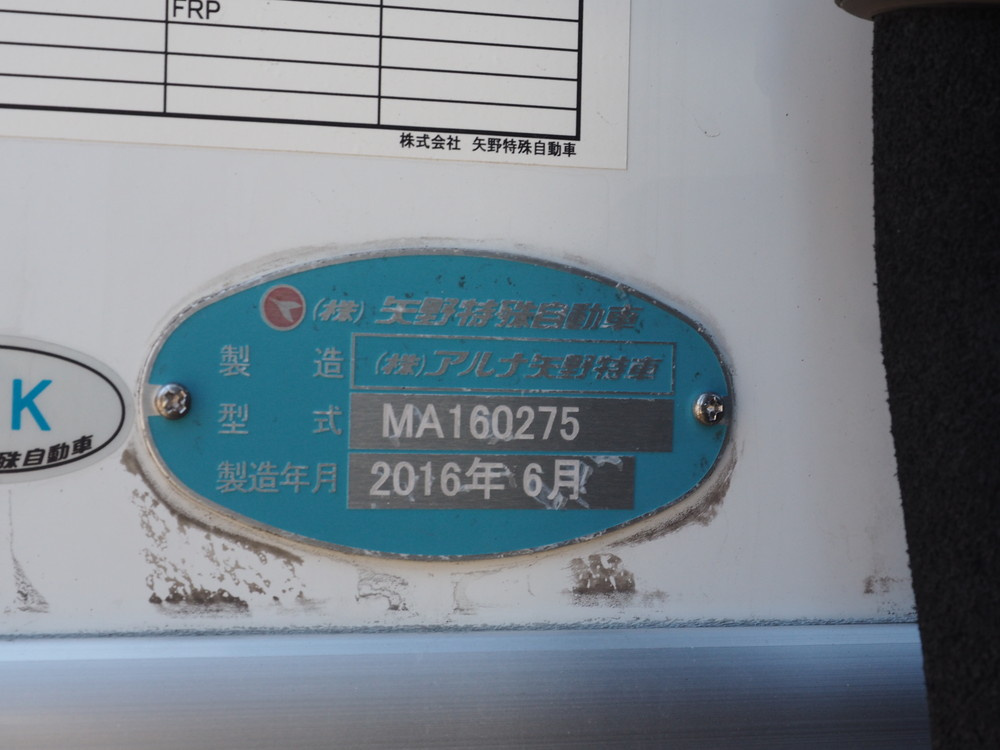 FRP
株式会社 矢野特殊自動車
(株)矢野特殊自動車
製造 (株)アルナ矢野特車
型式 MA160275
製造年月 2016年 6月
K
殊自動車